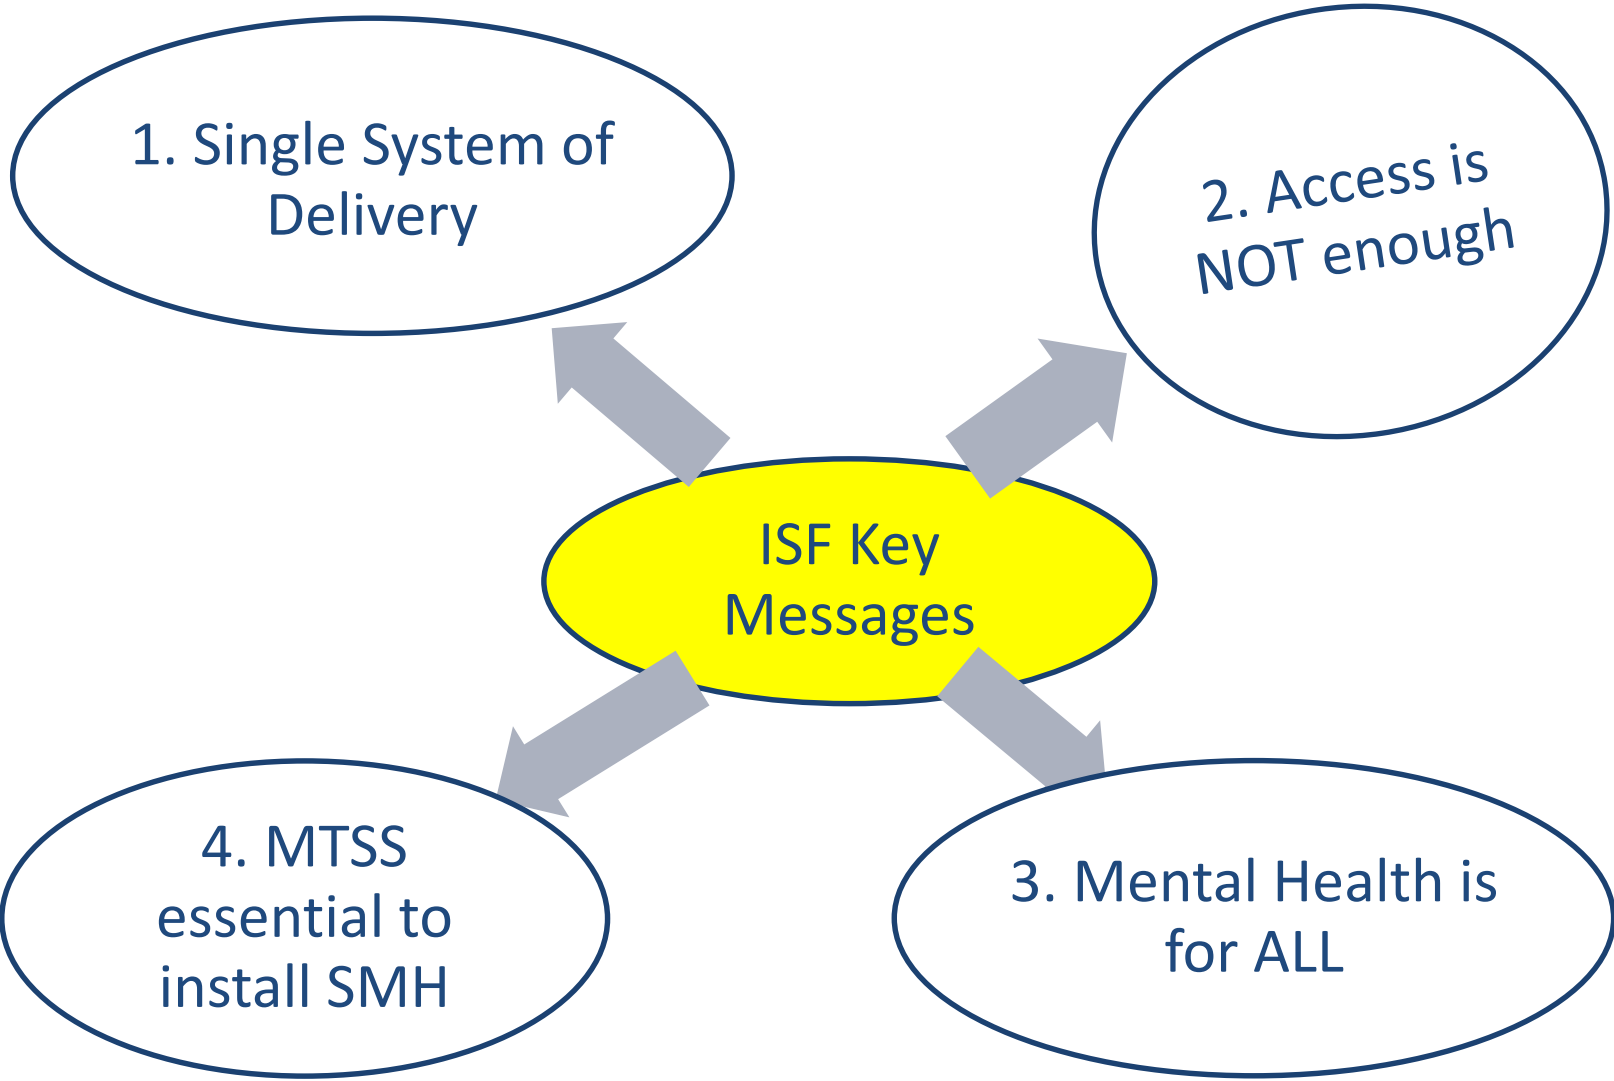 1. Single System of
Delivery
2. Access is
NOT enough
ISF Key
Messages
3. Mental Health is
for ALL
4. MTSS
essential to
install SMH